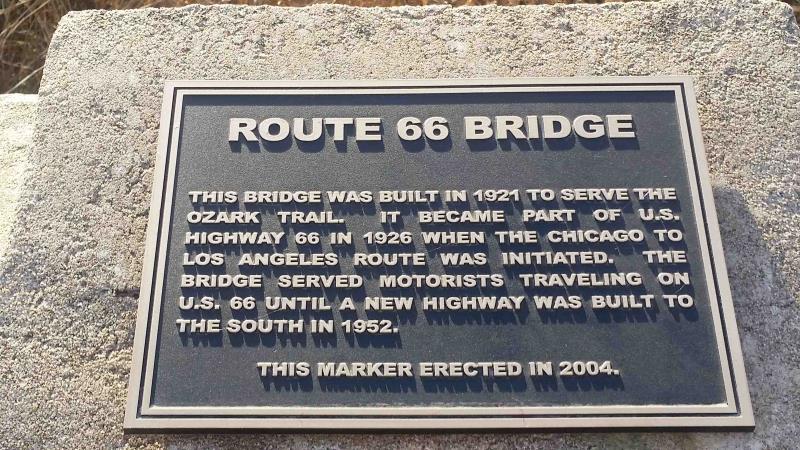 ROUTE 66 BRIDGE
THIS BRIDGE WAS BUILT IN 1921 TO SERVE THE
OZARK TRAIL. IT BECAME PART OF U.S.
HIGHWAY 66 IN 1926 WHEN THE CHICAGO TO
LOS ANGELES ROUTE WAS INITIATED. THE
BRIDGE SERVED MOTORISTS TRAVELING ON
U.S. 66 UNTIL A NEW HIGHWAY WAS BUILT TO
THE SOUTH IN 1952.
THIS MARKER ERECTED IN 2004.